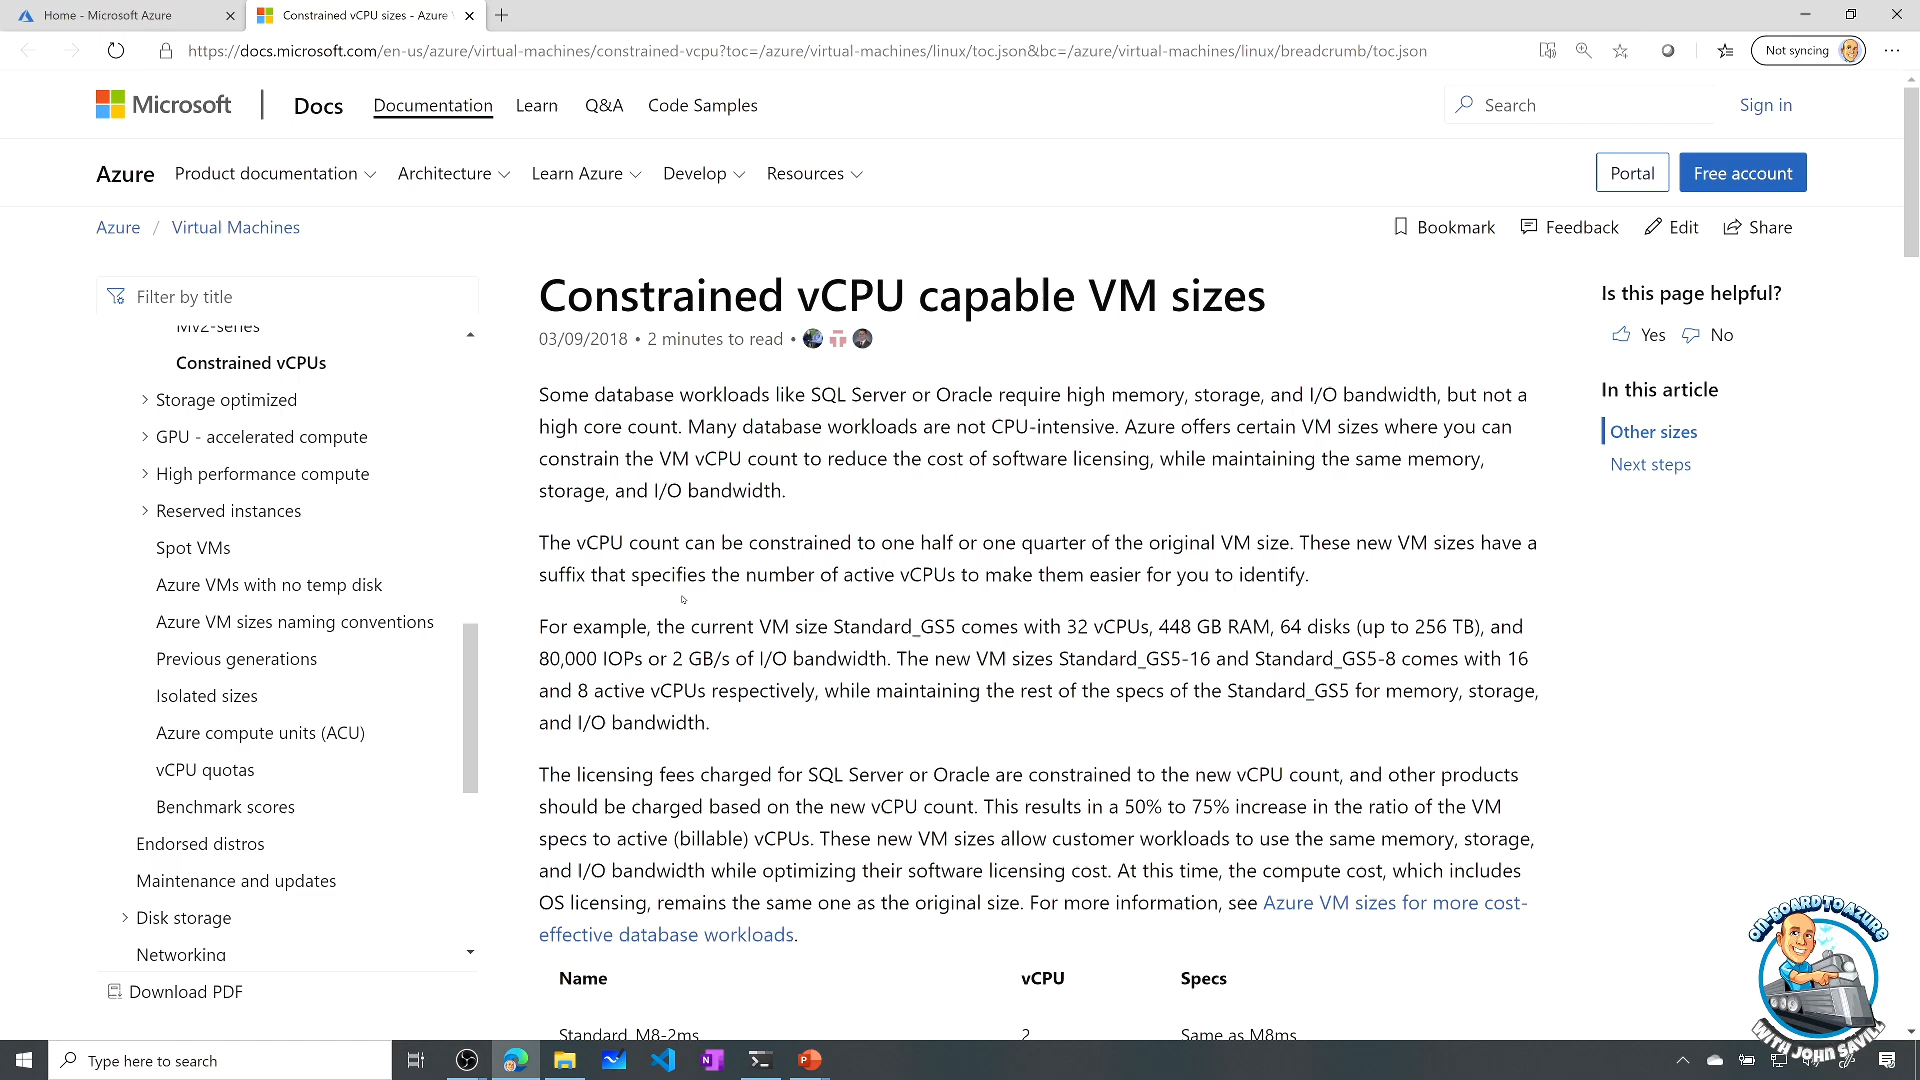 Home - Microsoft Azure
Constrained vCPU sizes - Azure
https://docs.microsoft.com/en-us/azure/virtual-machines/constrained-vcpu?toc=/azure/virtual-machines/linux/toc.json&bc=/azure/virtual-machines/linux/breadcrumb/toc.json
Not syncing
Microsoft
Docs
Documentation
Learn
Q&A
Code Samples
Search
Sign in
Azure
Product documentation
Architecture
Learn Azure
Develop
Resources
Portal
Free account
Azure / Virtual Machines
Bookmark
Feedback
Edit
Share
Filter by title
Mv2-series
Constrained vCPUs
Storage optimized
GPU - accelerated compute
High performance compute
Reserved instances
Spot VMs
Azure VMs with no temp disk
Azure VM sizes naming conventions
Previous generations
Isolated sizes
Azure compute units (ACU)
vCPU quotas
Benchmark scores
Endorsed distros
Maintenance and updates
Disk storage
Networking
Download PDF
Constrained vCPU capable VM sizes
03/09/2018 • 2 minutes to read •
Some database workloads like SQL Server or Oracle require high memory, storage, and I/O bandwidth, but not a
high core count. Many database workloads are not CPU-intensive. Azure offers certain VM sizes where you can
constrain the VM vCPU count to reduce the cost of software licensing, while maintaining the same memory,
storage, and I/O bandwidth.
The vCPU count can be constrained to one half or one quarter of the original VM size. These new VM sizes have a
suffix that specifies the number of active vCPUs to make them easier for you to identify.
For example, the current VM size Standard_GS5 comes with 32 vCPUs, 448 GB RAM, 64 disks (up to 256 TB), and
80,000 IOPs or 2 GB/s of I/O bandwidth. The new VM sizes Standard_GS5-16 and Standard_GS5-8 comes with 16
and 8 active vCPUs respectively, while maintaining the rest of the specs of the Standard_GS5 for memory, storage,
and I/O bandwidth.
The licensing fees charged for SQL Server or Oracle are constrained to the new vCPU count, and other products
should be charged based on the new vCPU count. This results in a 50% to 75% increase in the ratio of the VM
specs to active (billable) vCPUs. These new VM sizes allow customer workloads to use the same memory, storage,
and I/O bandwidth while optimizing their software licensing cost. At this time, the compute cost, which includes
OS licensing, remains the same one as the original size. For more information, see Azure VM sizes for more cost-
effective database workloads.
Name vCPU Specs
Standard_M8-2ms 2 Same as M8ms
Is this page helpful?
Yes No
In this article
Other sizes
Next steps
ON-BOARD TO AZURE
WITH JOHN SAVILL
Type here to search